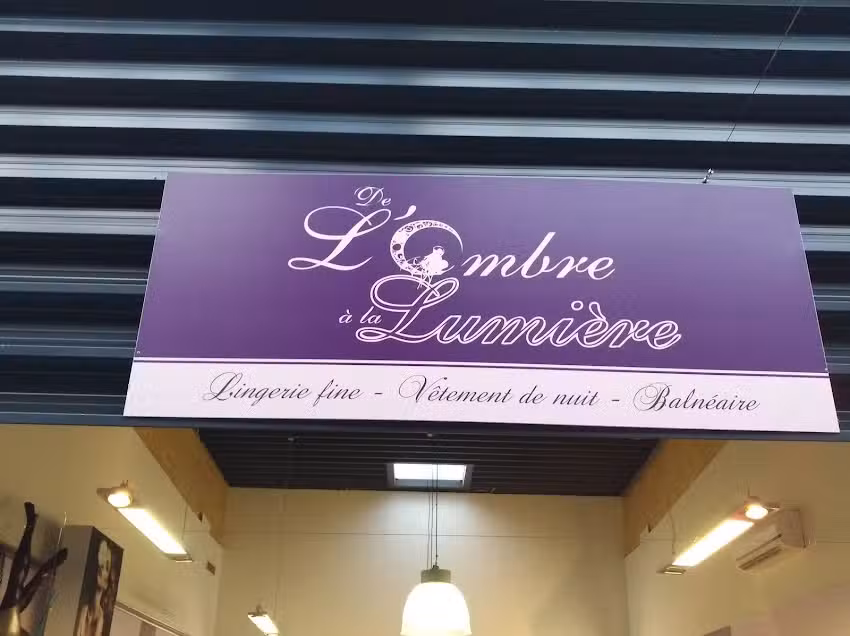 De
L'Ombre
à la Lumière
Lingerie fine - Vêtement de nuit - Balnéaire